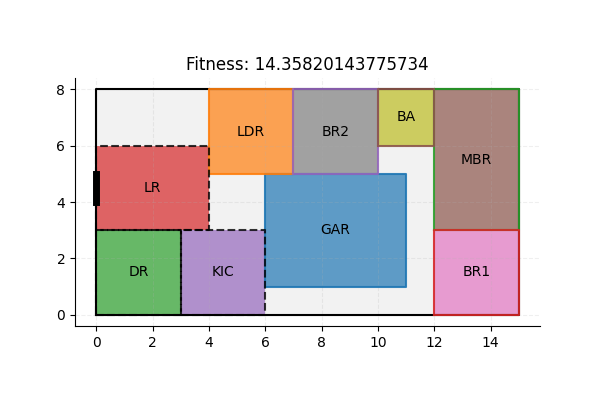 Fitness: 14.35820143775734
8
6
4
2
0
0
2
4
6
8
10
12
14
LDR
BR2
BA
MBR
LR
GAR
DR
KIC
BR1